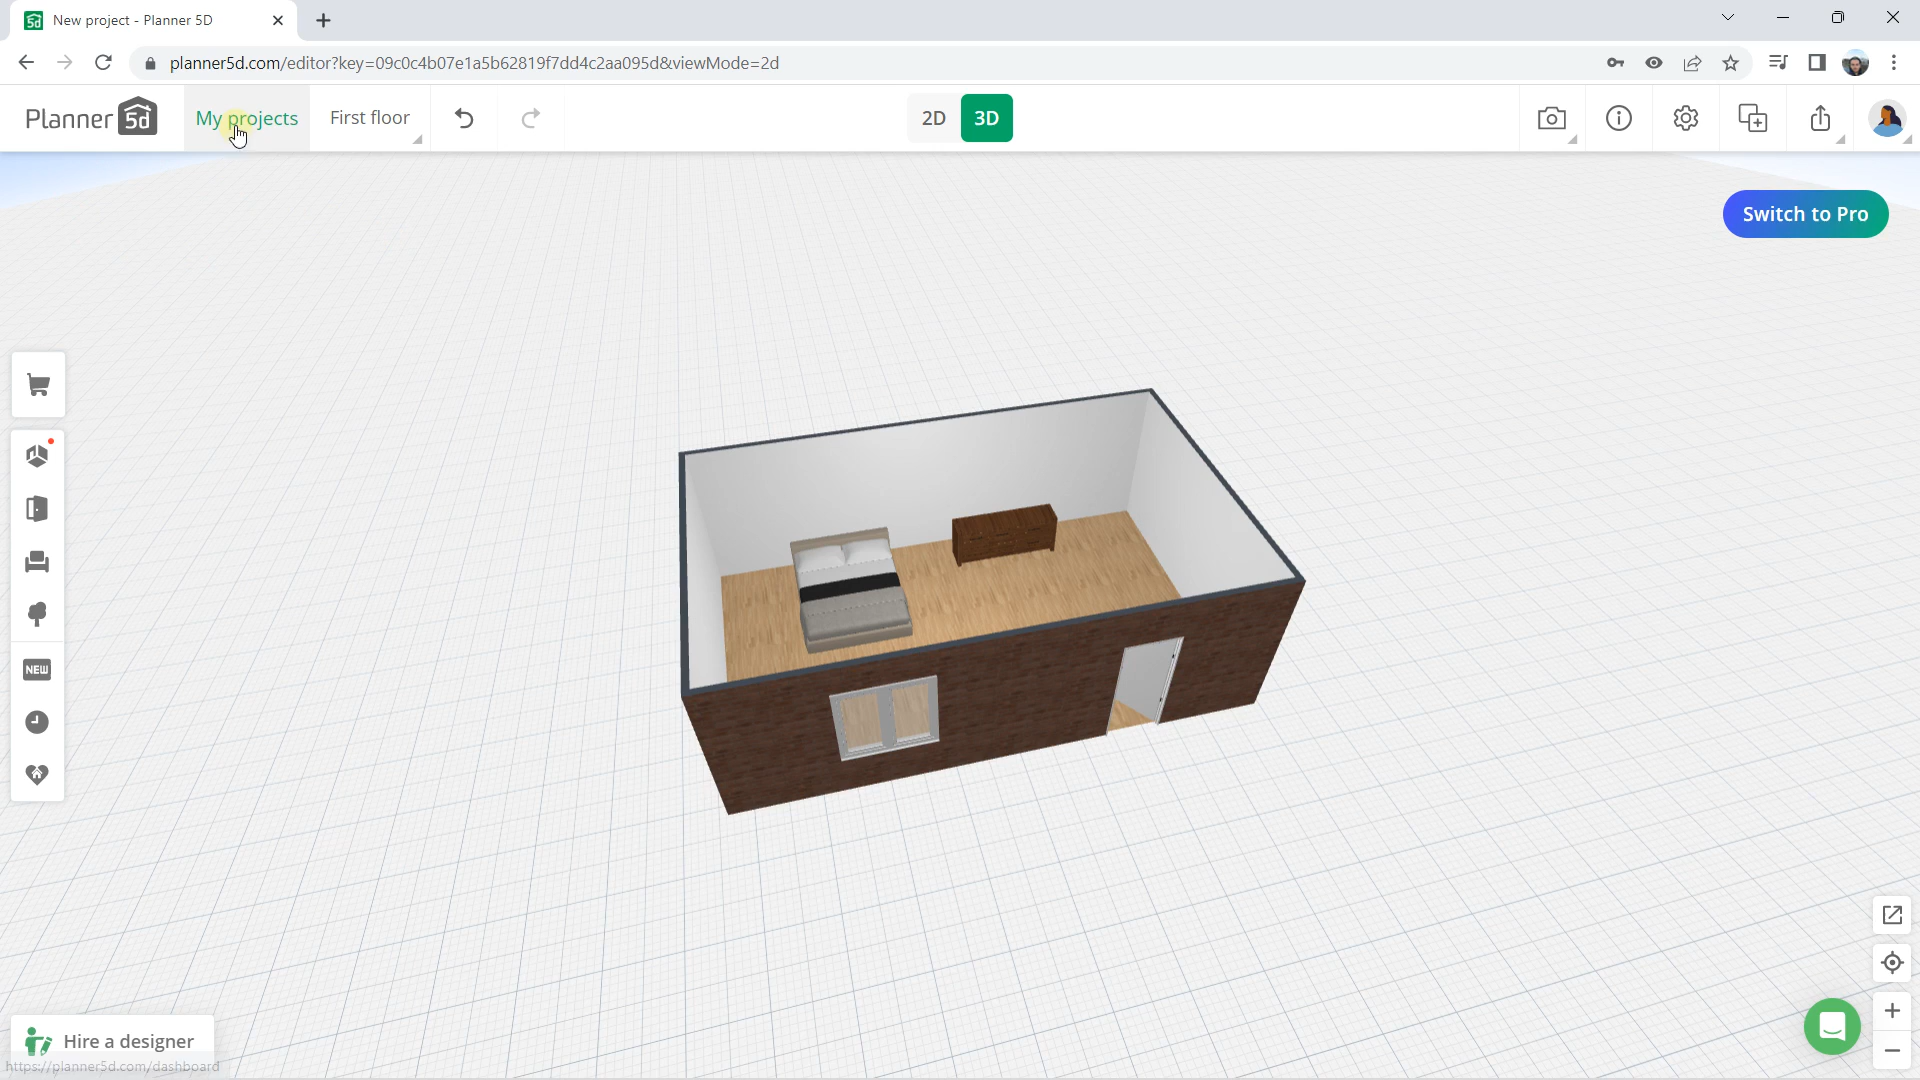 New project - Planner 5D
planner5d.com/editor?key=09c0c4b07e1a5b62819f7dd4c2aa095d&viewMode=2d
Planner 5d
My projects
First floor
2D
3D
Switch to Pro
NEW
Hire a designer
https://planner5d.com/dashboard